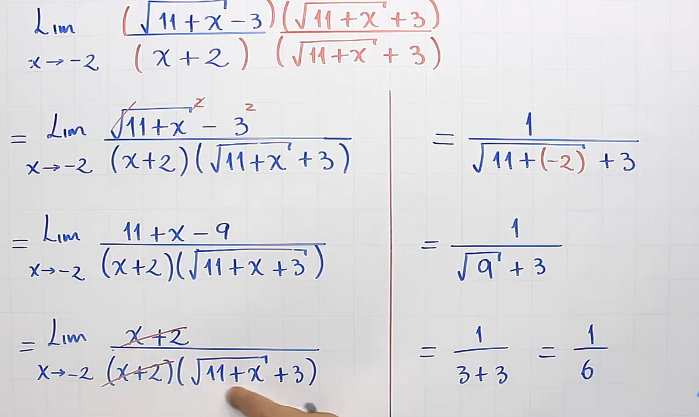 Lim x→-2 (√(11+x) -3)(√(11+x) +3) / (x+2)(√(11+x) +3)
= Lim x→-2 √(11+x)² - 3² / (x+2)(√(11+x) +3)
= Lim x→-2 11+x-9 / (x+2)(√(11+x+3))
= Lim x→-2 x+2 / (x+2)(√(11+x) +3)
= 1 / √(11+(-2)) +3
= 1 / √9 +3
= 1 / 3+3 = 1 / 6